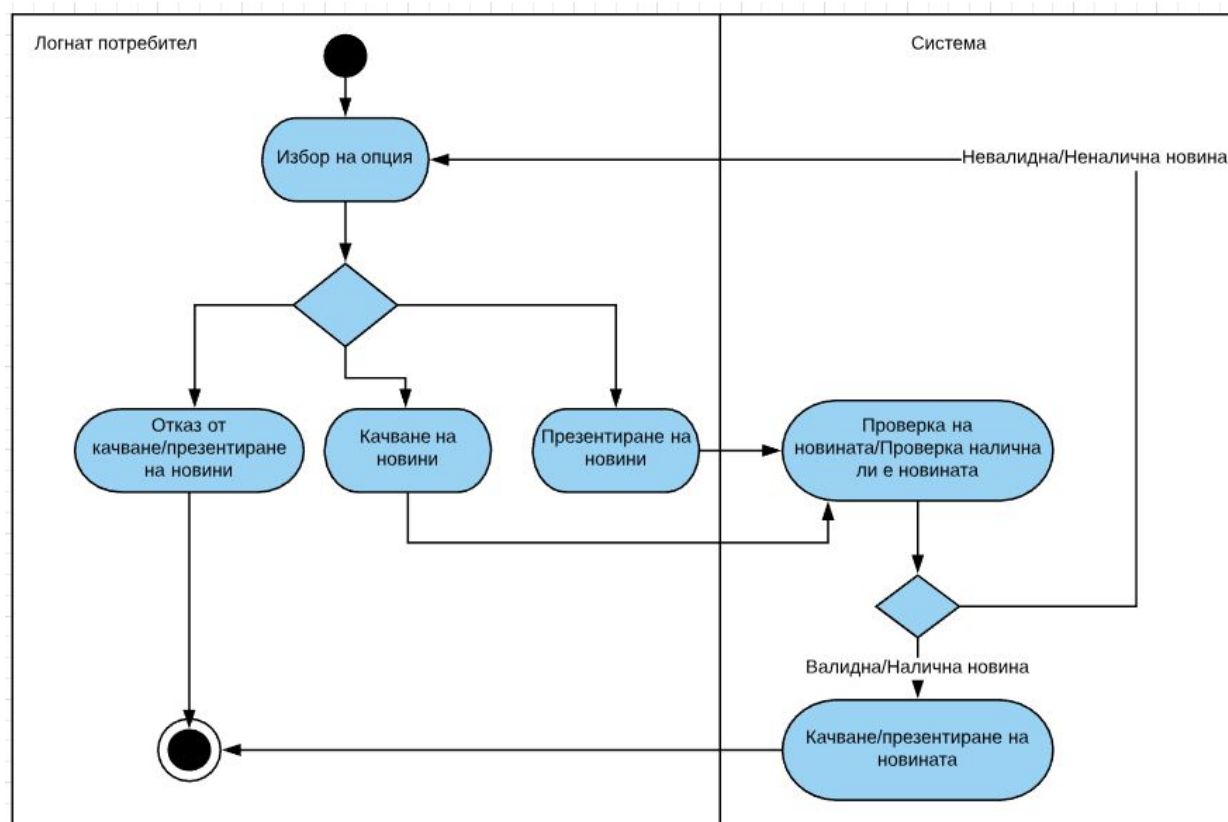 Логнат потребител
Система
Избор на опция
Невалидна/Неналична новина
Отказ от
качване/презентиране
на новини
Качване на
новини
Презентиране на
новини
Проверка на
новината/Проверка налична
ли е новината
Валидна/Налична новина
Качване/презентиране на
новината